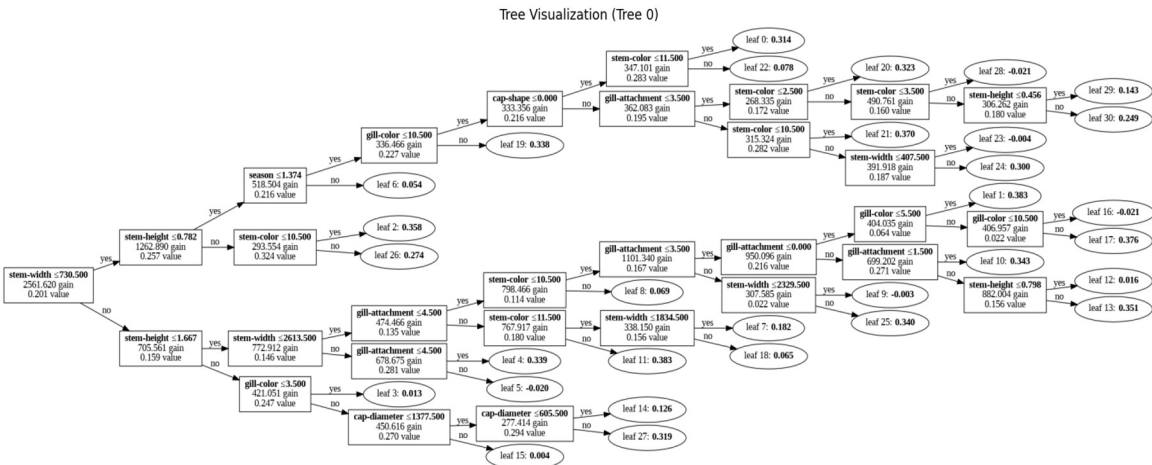 Tree Visualization (Tree 0)
stem-width ≤730.500
2561.620 gain
0.201 value
yes
no
stem-height ≤0.782
1262.890 gain
0.257 value
yes
no
season ≤1.374
518.504 gain
0.216 value
yes
no
gill-color ≤10.500
336.466 gain
0.227 value
yes
no
cap-shape ≤0.000
333.356 gain
0.216 value
yes
no
stem-color ≤11.500
347.101 gain
0.283 value
yes
no
leaf 0: 0.314
leaf 22: 0.078
gill-attachment ≤3.500
362.083 gain
0.195 value
yes
no
stem-color ≤2.500
268.335 gain
0.172 value
yes
no
leaf 20: 0.323
stem-color ≤3.500
490.761 gain
0.160 value
yes
no
leaf 28: -0.021
stem-height ≤0.456
306.262 gain
0.180 value
yes
no
leaf 29: 0.143
leaf 30: 0.249
stem-color ≤10.500
315.324 gain
0.282 value
yes
no
leaf 21: 0.370
stem-width ≤407.500
391.918 gain
0.187 value
yes
no
leaf 23: -0.004
leaf 24: 0.300
leaf 19: 0.338
leaf 6: 0.054
stem-color ≤10.500
293.554 gain
0.324 value
yes
no
leaf 2: 0.358
leaf 26: 0.274
stem-height ≤1.667
705.561 gain
0.159 value
yes
no
stem-width ≤2613.500
772.912 gain
0.146 value
yes
no
gill-attachment ≤4.500
474.466 gain
0.135 value
yes
no
stem-color ≤10.500
798.466 gain
0.114 value
yes
no
gill-attachment ≤3.500
1101.340 gain
0.167 value
yes
no
gill-attachment ≤0.000
950.096 gain
0.216 value
yes
no
gill-color ≤5.500
404.035 gain
0.064 value
yes
no
leaf 1: 0.383
gill-color ≤10.500
406.957 gain
0.022 value
yes
no
leaf 16: -0.021
leaf 17: 0.376
gill-attachment ≤1.500
699.202 gain
0.271 value
yes
no
leaf 10: 0.343
stem-height ≤0.798
882.004 gain
0.156 value
yes
no
leaf 12: 0.016
leaf 13: 0.351
stem-width ≤2329.500
307.585 gain
0.022 value
yes
no
leaf 9: -0.003
leaf 25: 0.340
leaf 8: 0.069
stem-color ≤11.500
767.917 gain
0.180 value
yes
no
stem-width ≤1834.500
338.150 gain
0.156 value
yes
no
leaf 7: 0.182
leaf 18: 0.065
leaf 11: 0.383
gill-attachment ≤4.500
678.675 gain
0.281 value
yes
no
leaf 4: 0.339
leaf 5: -0.020
gill-color ≤3.500
421.051 gain
0.247 value
yes
no
leaf 3: 0.013
cap-diameter ≤1377.500
450.616 gain
0.270 value
yes
no
cap-diameter ≤605.500
277.414 gain
0.294 value
yes
no
leaf 14: 0.126
leaf 27: 0.319
leaf 15: 0.004